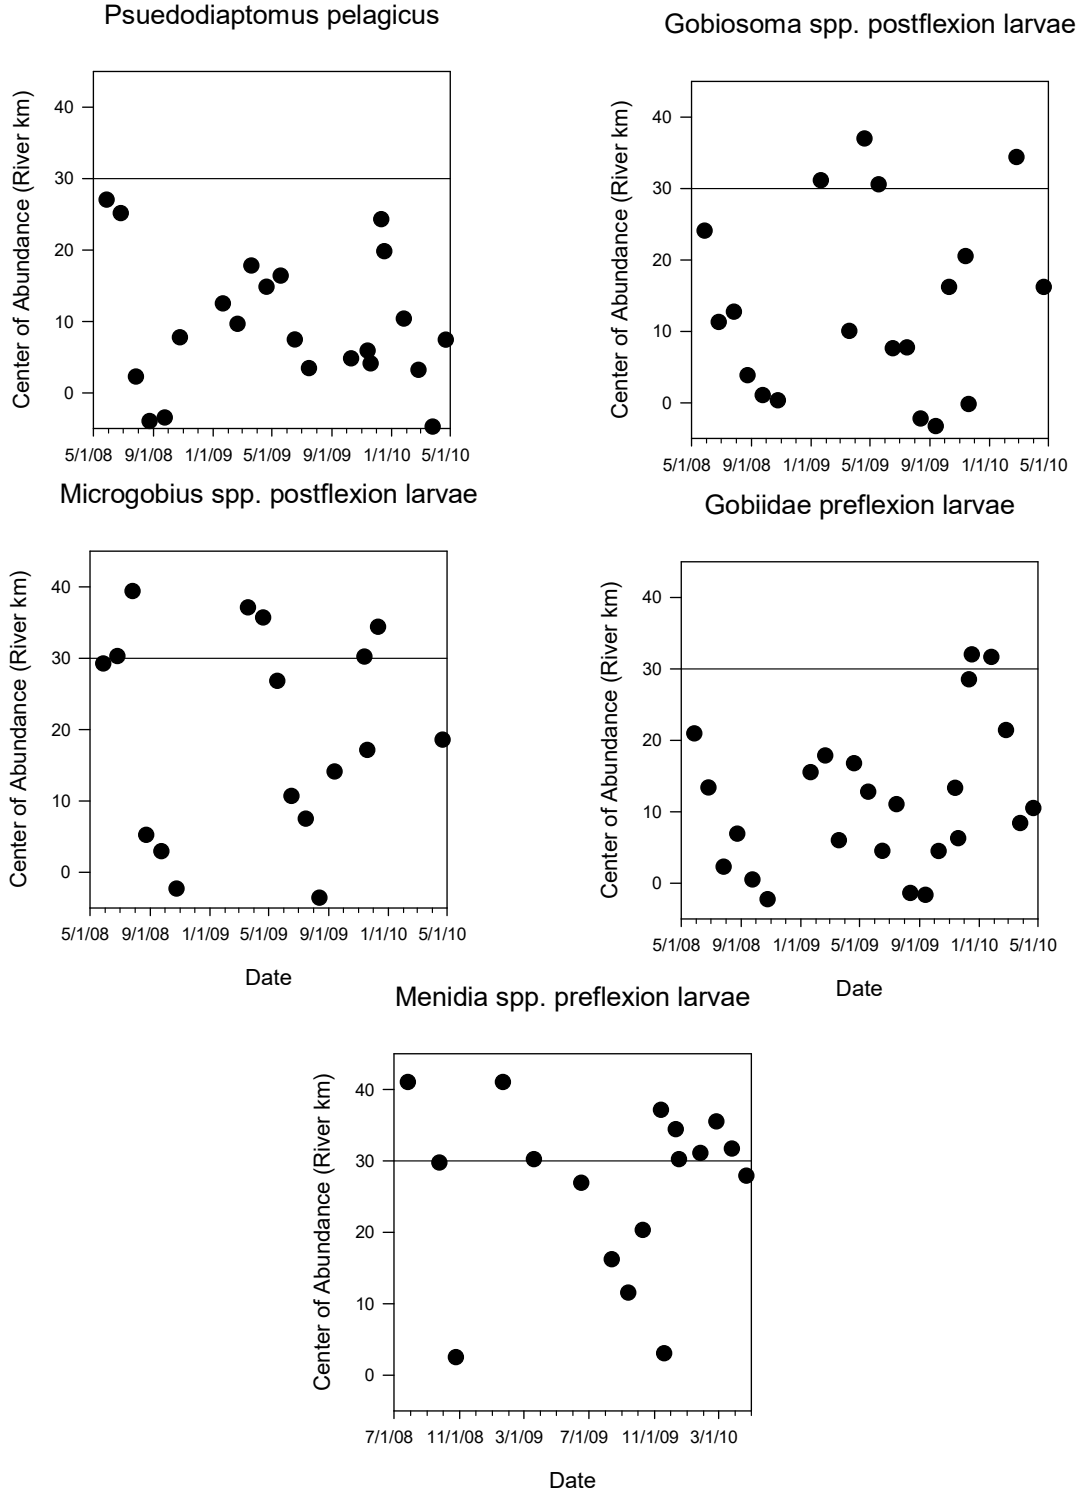 Psuedodiaptomus pelagicus
Center of Abundance (River km)
40
30
20
10
0
5/1/08 9/1/08 1/1/09 5/1/09 9/1/09 1/1/10 5/1/10
Gobiosoma spp. postflexion larvae
Center of Abundance (River km)
40
30
20
10
0
5/1/08 9/1/08 1/1/09 5/1/09 9/1/09 1/1/10 5/1/10
Microgobius spp. postflexion larvae
Center of Abundance (River km)
40
30
20
10
0
5/1/08 9/1/08 1/1/09 5/1/09 9/1/09 1/1/10 5/1/10
Date
Gobiidae preflexion larvae
Center of Abundance (River km)
40
30
20
10
0
5/1/08 9/1/08 1/1/09 5/1/09 9/1/09 1/1/10 5/1/10
Date
Menidia spp. preflexion larvae
Center of Abundance (River km)
40
30
20
10
0
7/1/08 11/1/08 3/1/09 7/1/09 11/1/09 3/1/10
Date